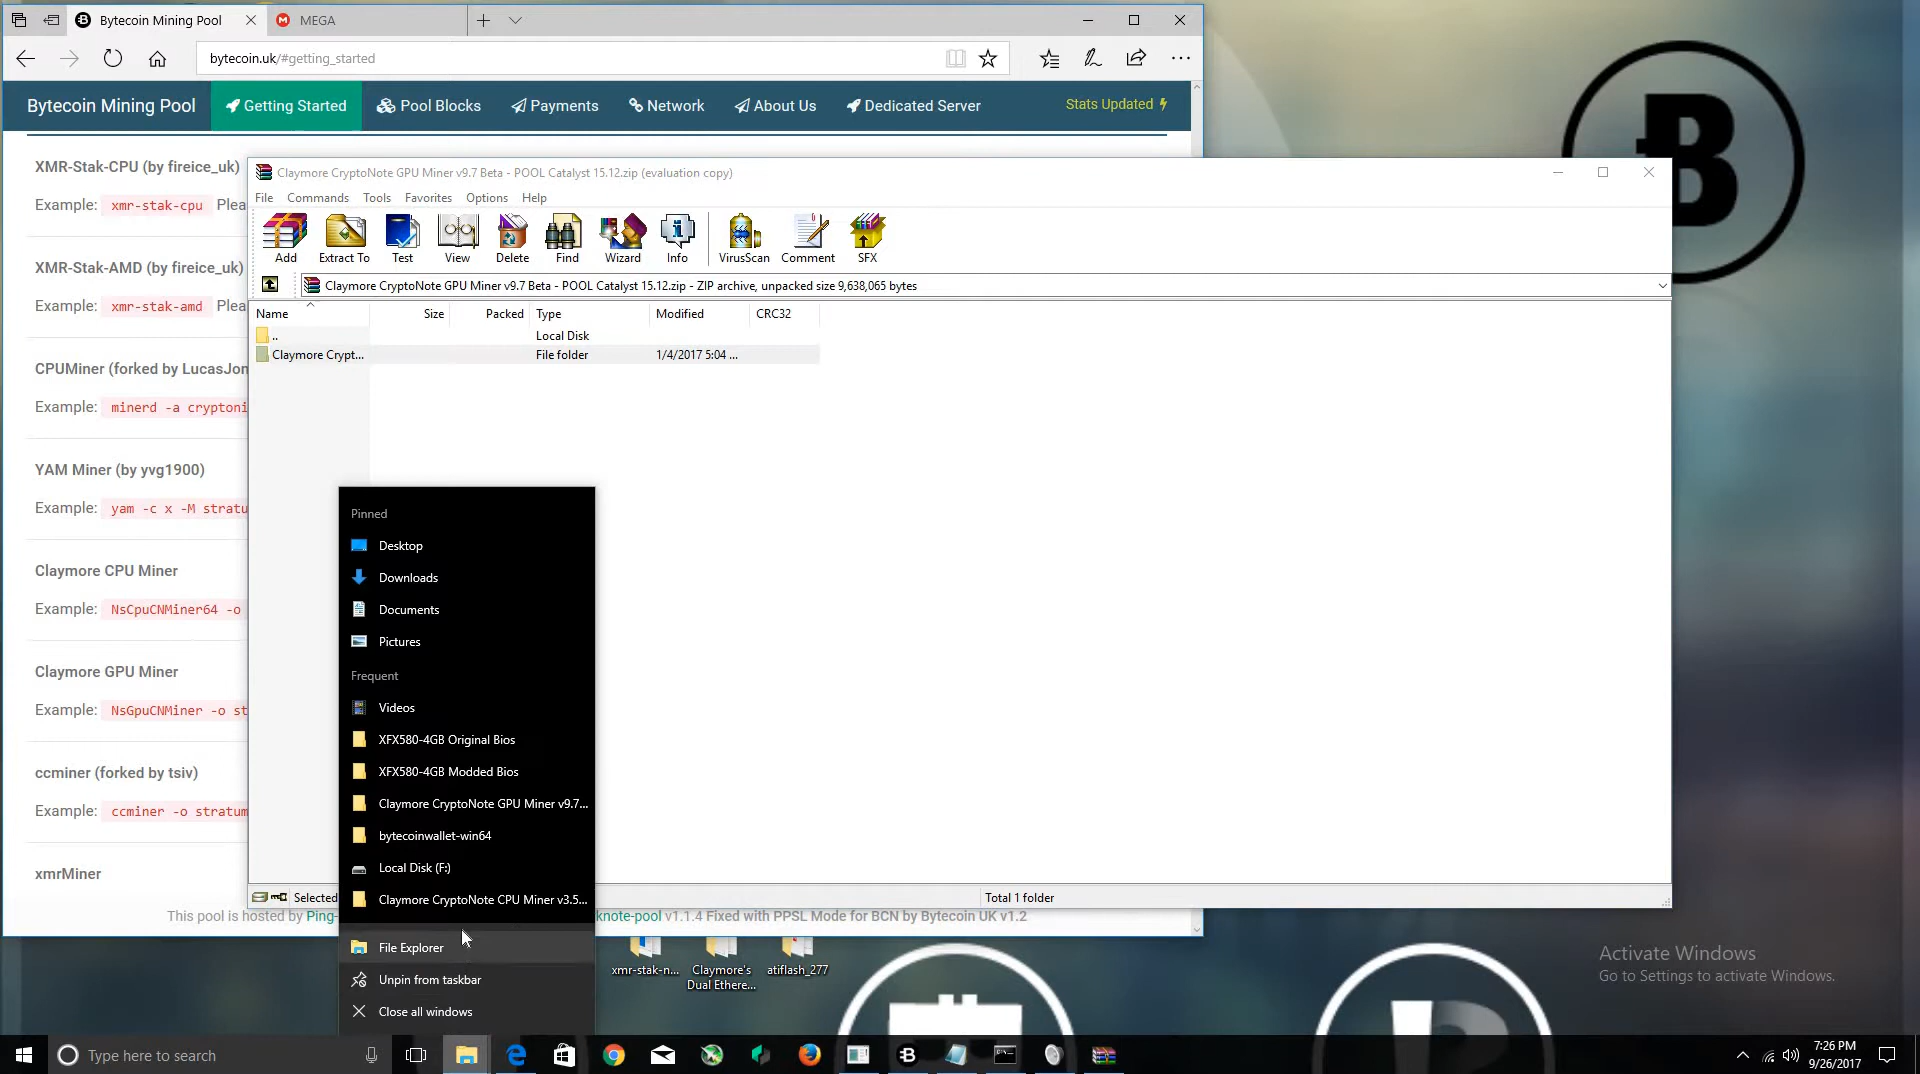 Bytecoin Mining Pool
MEGA
bytecoin.uk/#getting_started
Bytecoin Mining Pool
Getting Started
Pool Blocks
Payments
Network
About Us
Dedicated Server
Stats Updated
XMR-Stak-CPU (by fireice_uk)
Example: xmr-stak-cpu Plea
XMR-Stak-AMD (by fireice_uk)
Example: xmr-stak-amd Plea
CPUMiner (forked by LucasJon
Example: minerd -a cryptoni
YAM Miner (by yvg1900)
Example: yam -c x -M stratu
Claymore CPU Miner
Example: NsCpuCNMiner64 -o
Claymore GPU Miner
Example: NsGpuCNMiner -o st
ccminer (forked by tsiv)
Example: ccminer -o stratum
xmrMiner
This pool is hosted by Ping-
knote-pool v1.1.4 Fixed with PPSL Mode for BCN by Bytecoin UK v1.2
Claymore CryptoNote GPU Miner v9.7 Beta - POOL Catalyst 15.12.zip (evaluation copy)
File Commands Tools Favorites Options Help
Add Extract To Test View Delete Find Wizard Info VirusScan Comment SFX
Claymore CryptoNote GPU Miner v9.7 Beta - POOL Catalyst 15.12.zip - ZIP archive, unpacked size 9,638,065 bytes
Name Size Packed Type Modified CRC32
.. Local Disk
Claymore Crypt... File folder 1/4/2017 5:04 ...
Selected
Total 1 folder
Pinned
Desktop
Downloads
Documents
Pictures
Frequent
Videos
XFX580-4GB Original Bios
XFX580-4GB Modded Bios
Claymore CryptoNote GPU Miner v9.7...
bytecoinwallet-win64
Local Disk (F:)
Claymore CryptoNote CPU Miner v3.5...
File Explorer
Unpin from taskbar
Close all windows
xmr-stak-n...
Claymore's
Dual Ethere...
atiflash_277
Activate Windows
Go to Settings to activate Windows.
Type here to search
7:26 PM
9/26/2017